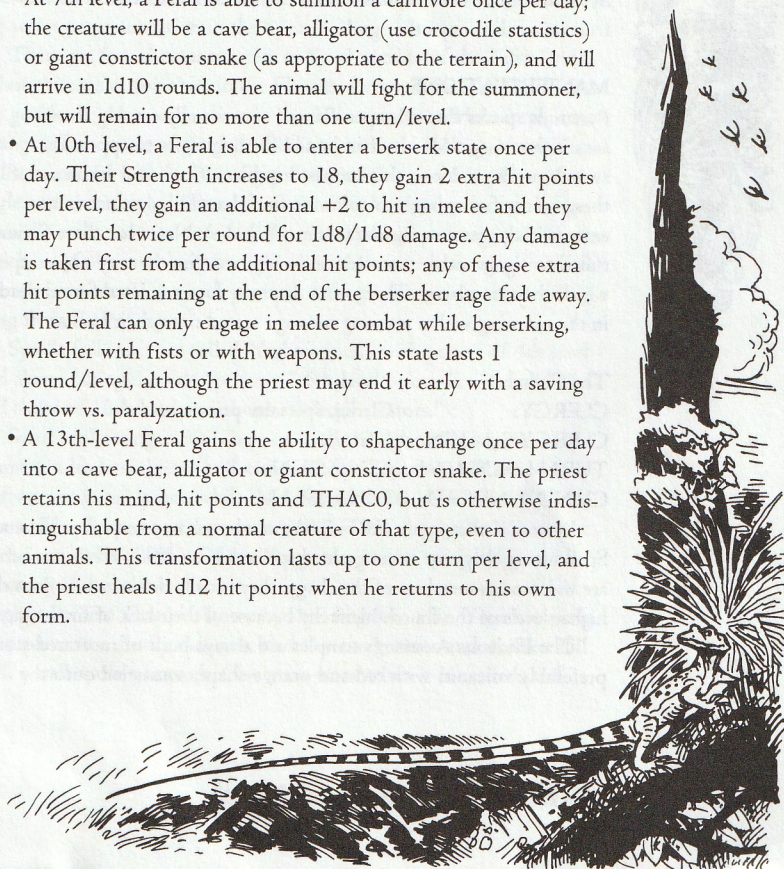 At 7th level, a Feral is able to summon a carnivore once per day;
the creature will be a cave bear, alligator (use crocodile statistics)
or giant constrictor snake (as appropriate to the terrain), and will
arrive in 1d10 rounds. The animal will fight for the summoner,
but will remain for no more than one turn/level.
• At 10th level, a Feral is able to enter a berserk state once per
day. Their Strength increases to 18, they gain 2 extra hit points
per level, they gain an additional +2 to hit in melee and they
may punch twice per round for 1d8/1d8 damage. Any damage
is taken first from the additional hit points; any of these extra
hit points remaining at the end of the berserker rage fade away.
The Feral can only engage in melee combat while berserking,
whether with fists or with weapons. This state lasts 1
round/level, although the priest may end it early with a saving
throw vs. paralyzation.
• A 13th-level Feral gains the ability to shapechange once per day
into a cave bear, alligator or giant constrictor snake. The priest
retains his mind, hit points and THAC0, but is otherwise indis-
tinguishable from a normal creature of that type, even to other
animals. This transformation lasts up to one turn per level, and
the priest heals 1d12 hit points when he returns to his own
form.